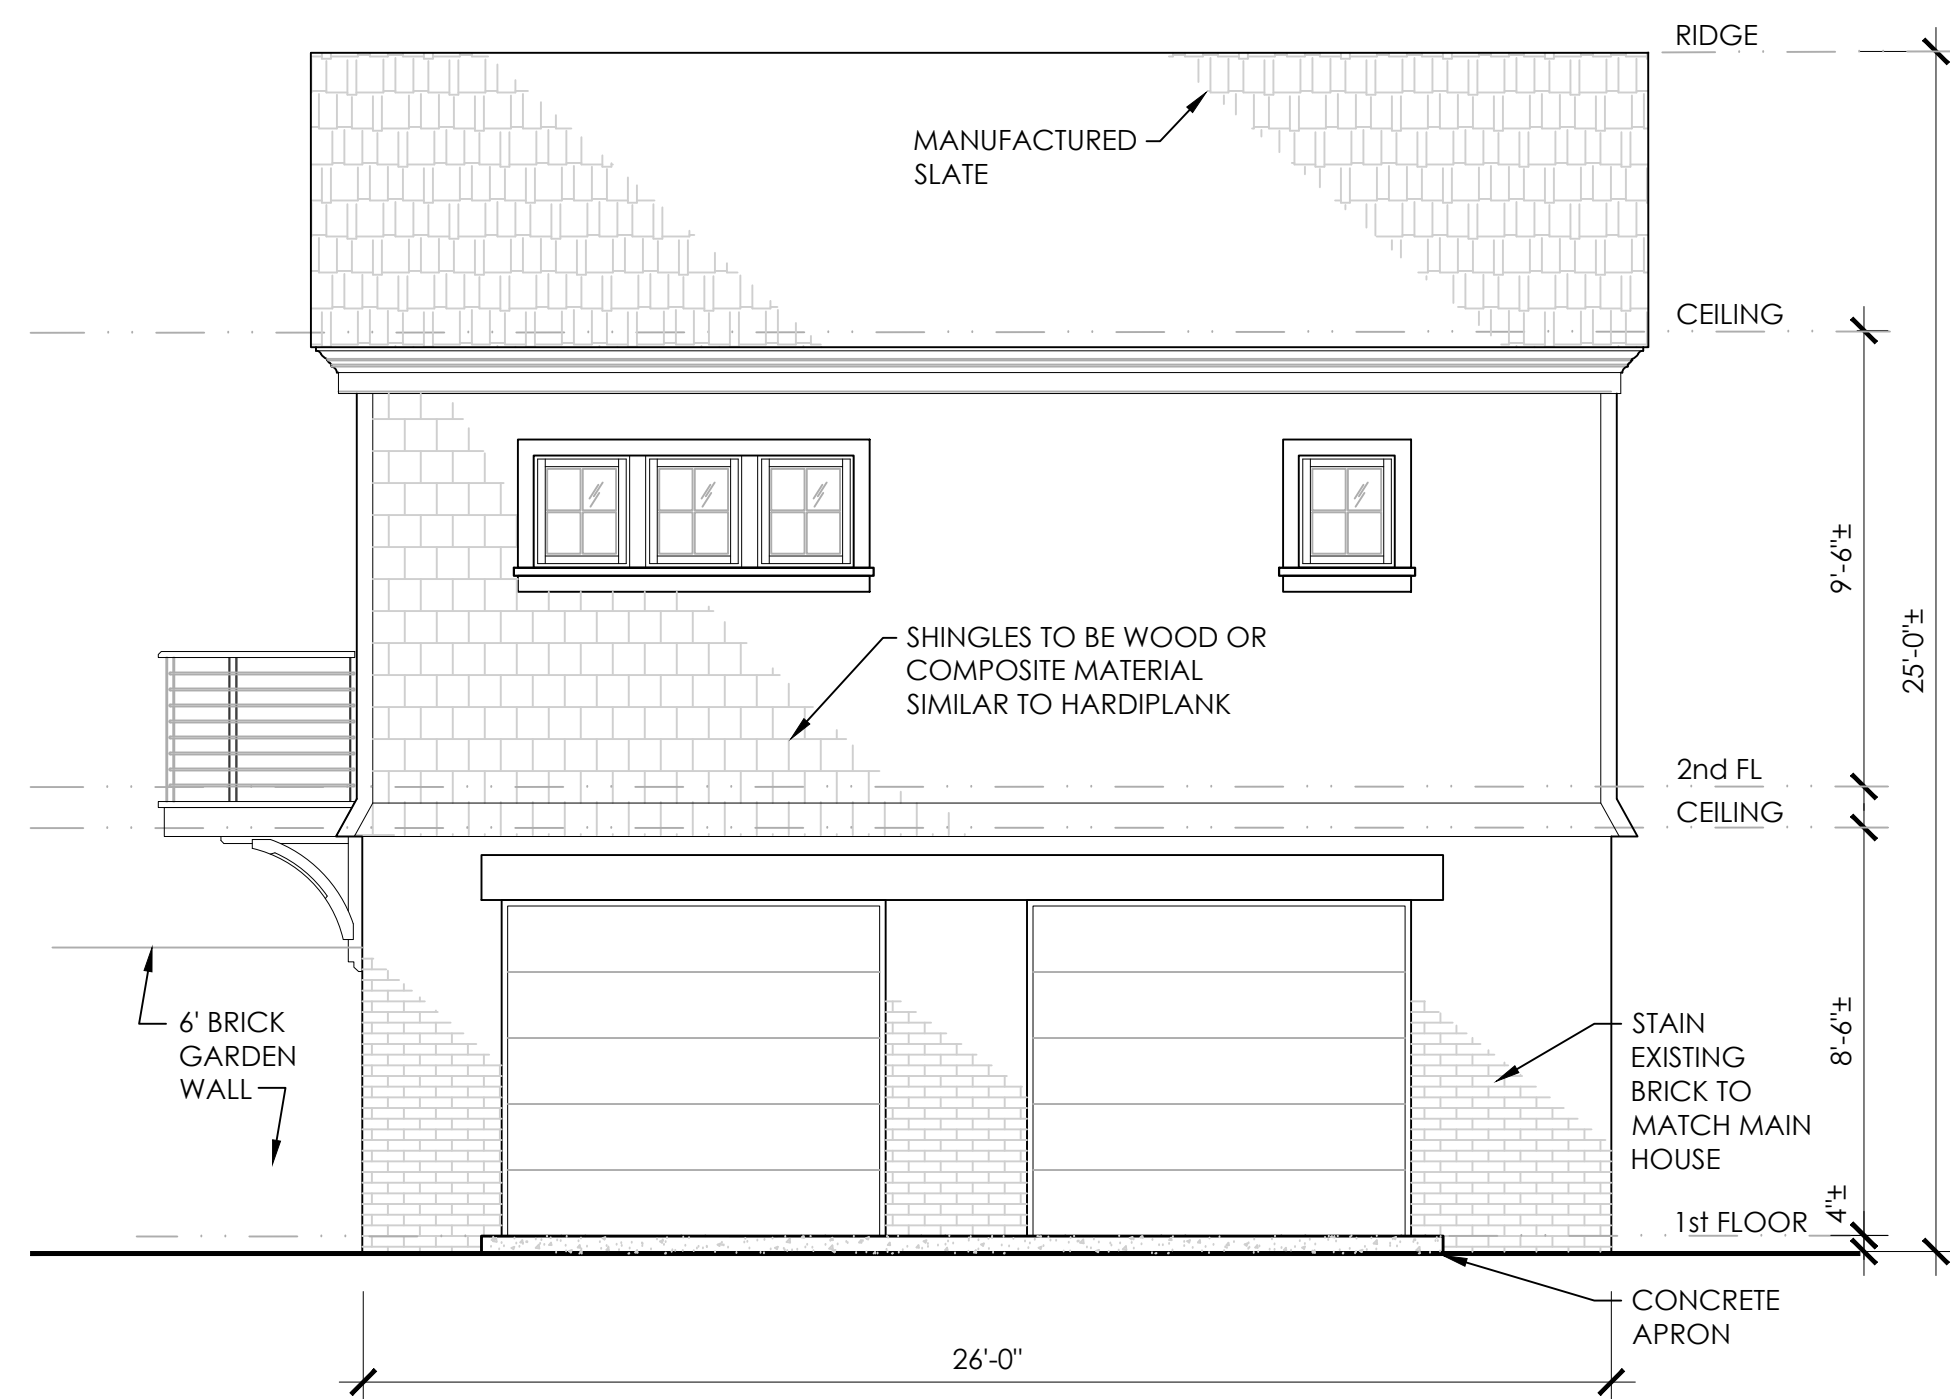 RIDGE
MANUFACTURED
SLATE
CEILING
9'-6"±
25'-0"±
SHINGLES TO BE WOOD OR
COMPOSITE MATERIAL
SIMILAR TO HARDIPLANK
2nd FL
CEILING
8'-6"±
6' BRICK
GARDEN
WALL
STAIN
EXISTING
BRICK TO
MATCH MAIN
HOUSE
4"±
1st FLOOR
CONCRETE
APRON
26'-0"